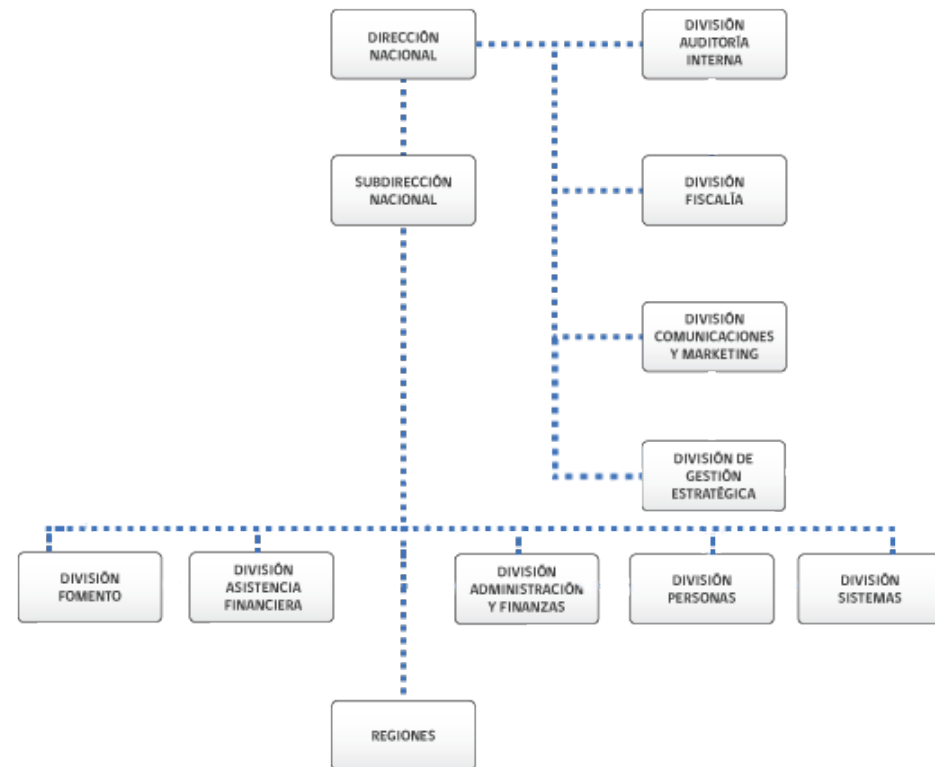 DIRECCIÓN
NACIONAL
DIVISIÓN
AUDITORÍA
INTERNA
SUBDIRECCIÓN
NACIONAL
DIVISIÓN
FISCALÍA
DIVISIÓN
COMUNICACIONES
Y MARKETING
DIVISIÓN DE
GESTIÓN
ESTRATÉGICA
DIVISIÓN
FOMENTO
DIVISIÓN
ASISTENCIA
FINANCIERA
DIVISIÓN
ADMINISTRACIÓN
Y FINANZAS
DIVISIÓN
PERSONAS
DIVISIÓN
SISTEMAS
REGIONES